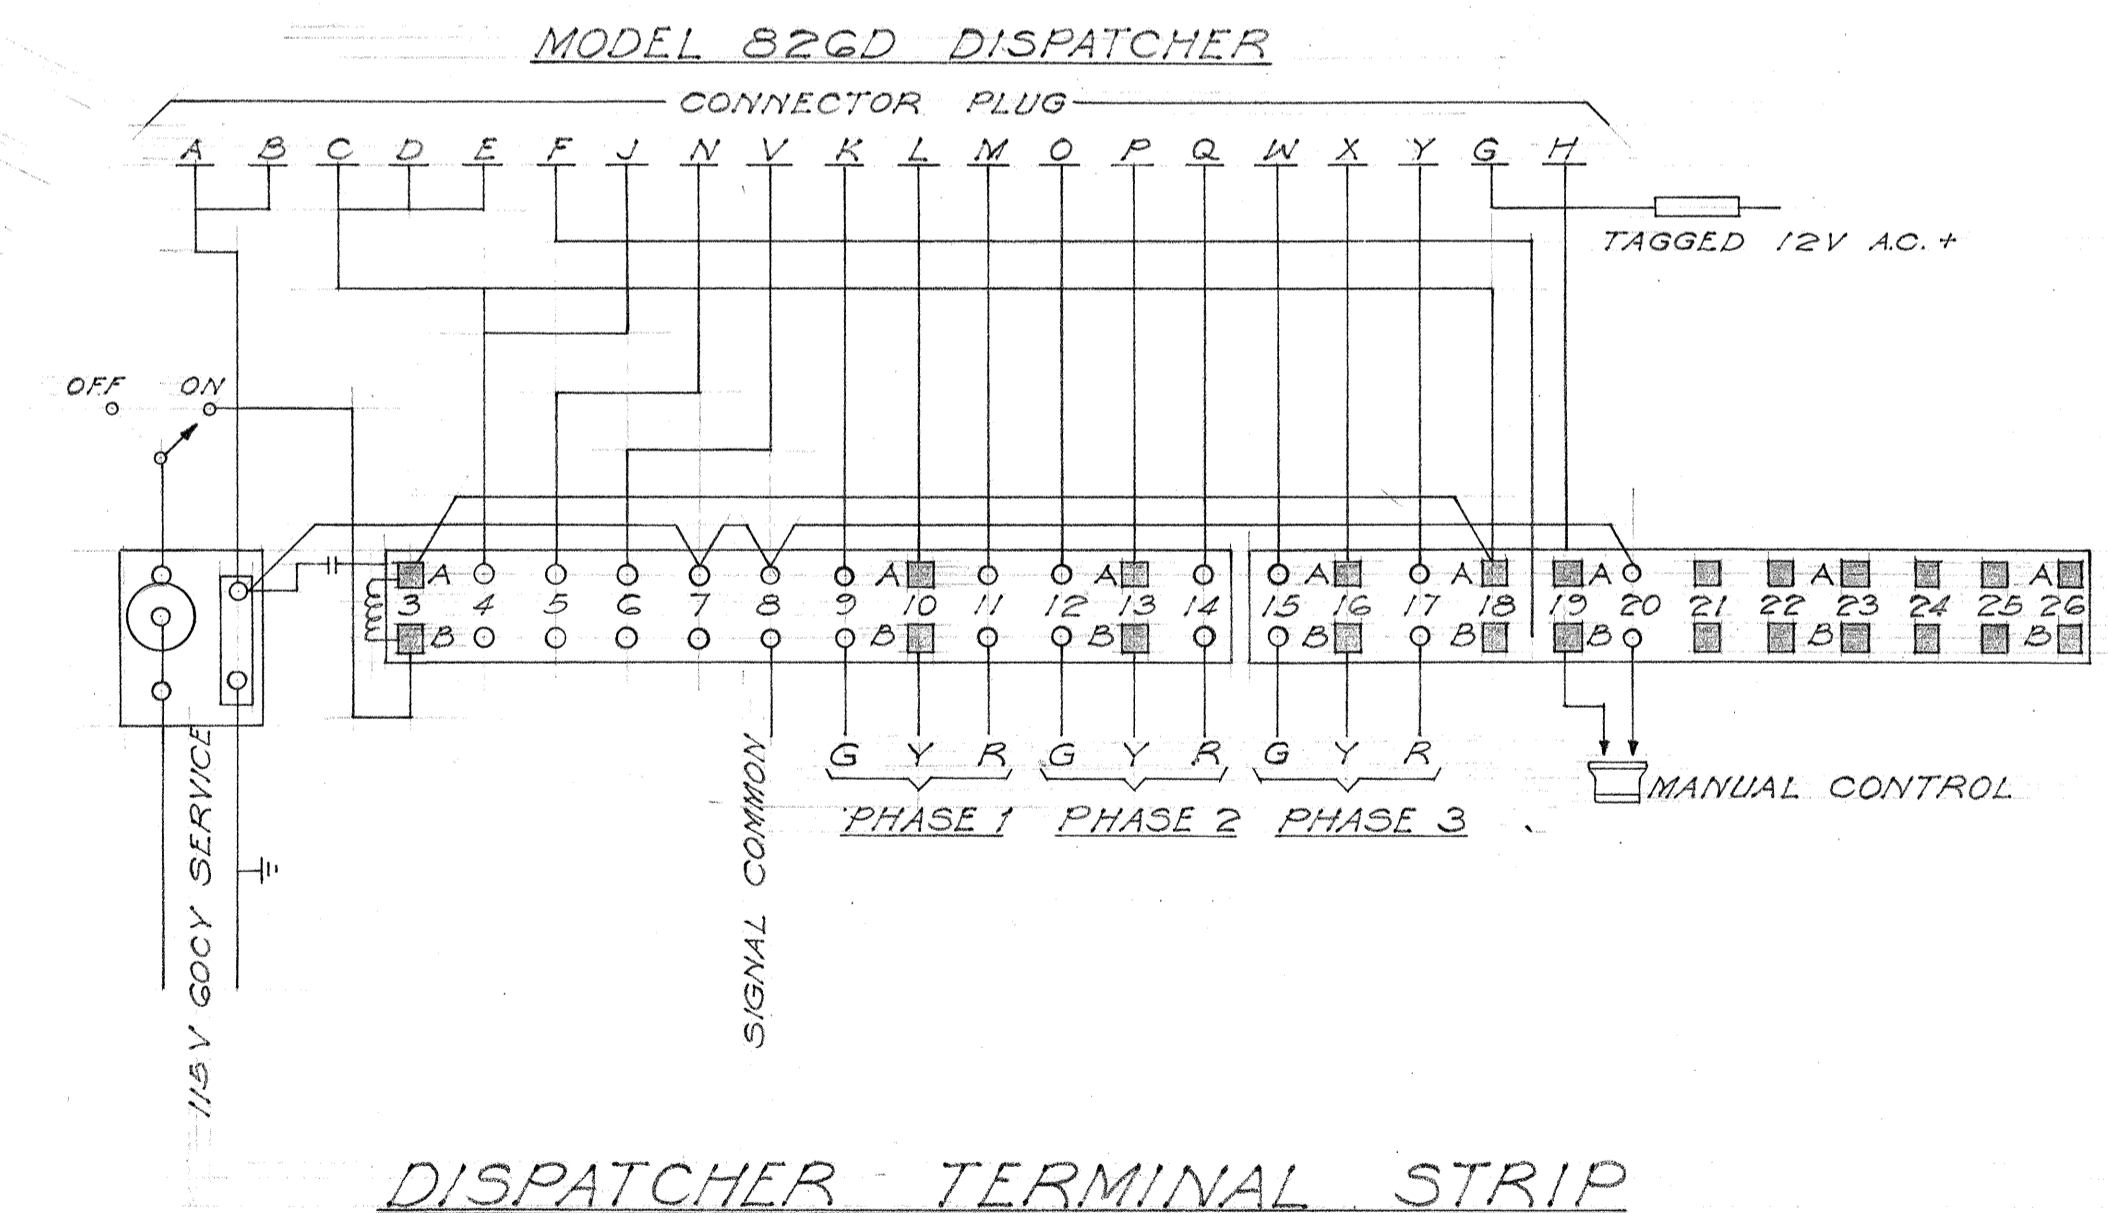 MODEL 826D DISPATCHER
CONNECTOR PLUG
A B C D E F J N V K L M O P Q W X Y G H
TAGGED 12V A.C. +
OFF ON
A A A A A A A A
3 4 5 6 7 8 9 10 11 12 13 14 15 16 17 18 19 20 21 22 23 24 25 26
B B B B B B B B
G Y R G Y R G Y R
PHASE 1 PHASE 2 PHASE 3
MANUAL CONTROL
115V 60CY SERVICE
SIGNAL COMMON
DISPATCHER TERMINAL STRIP